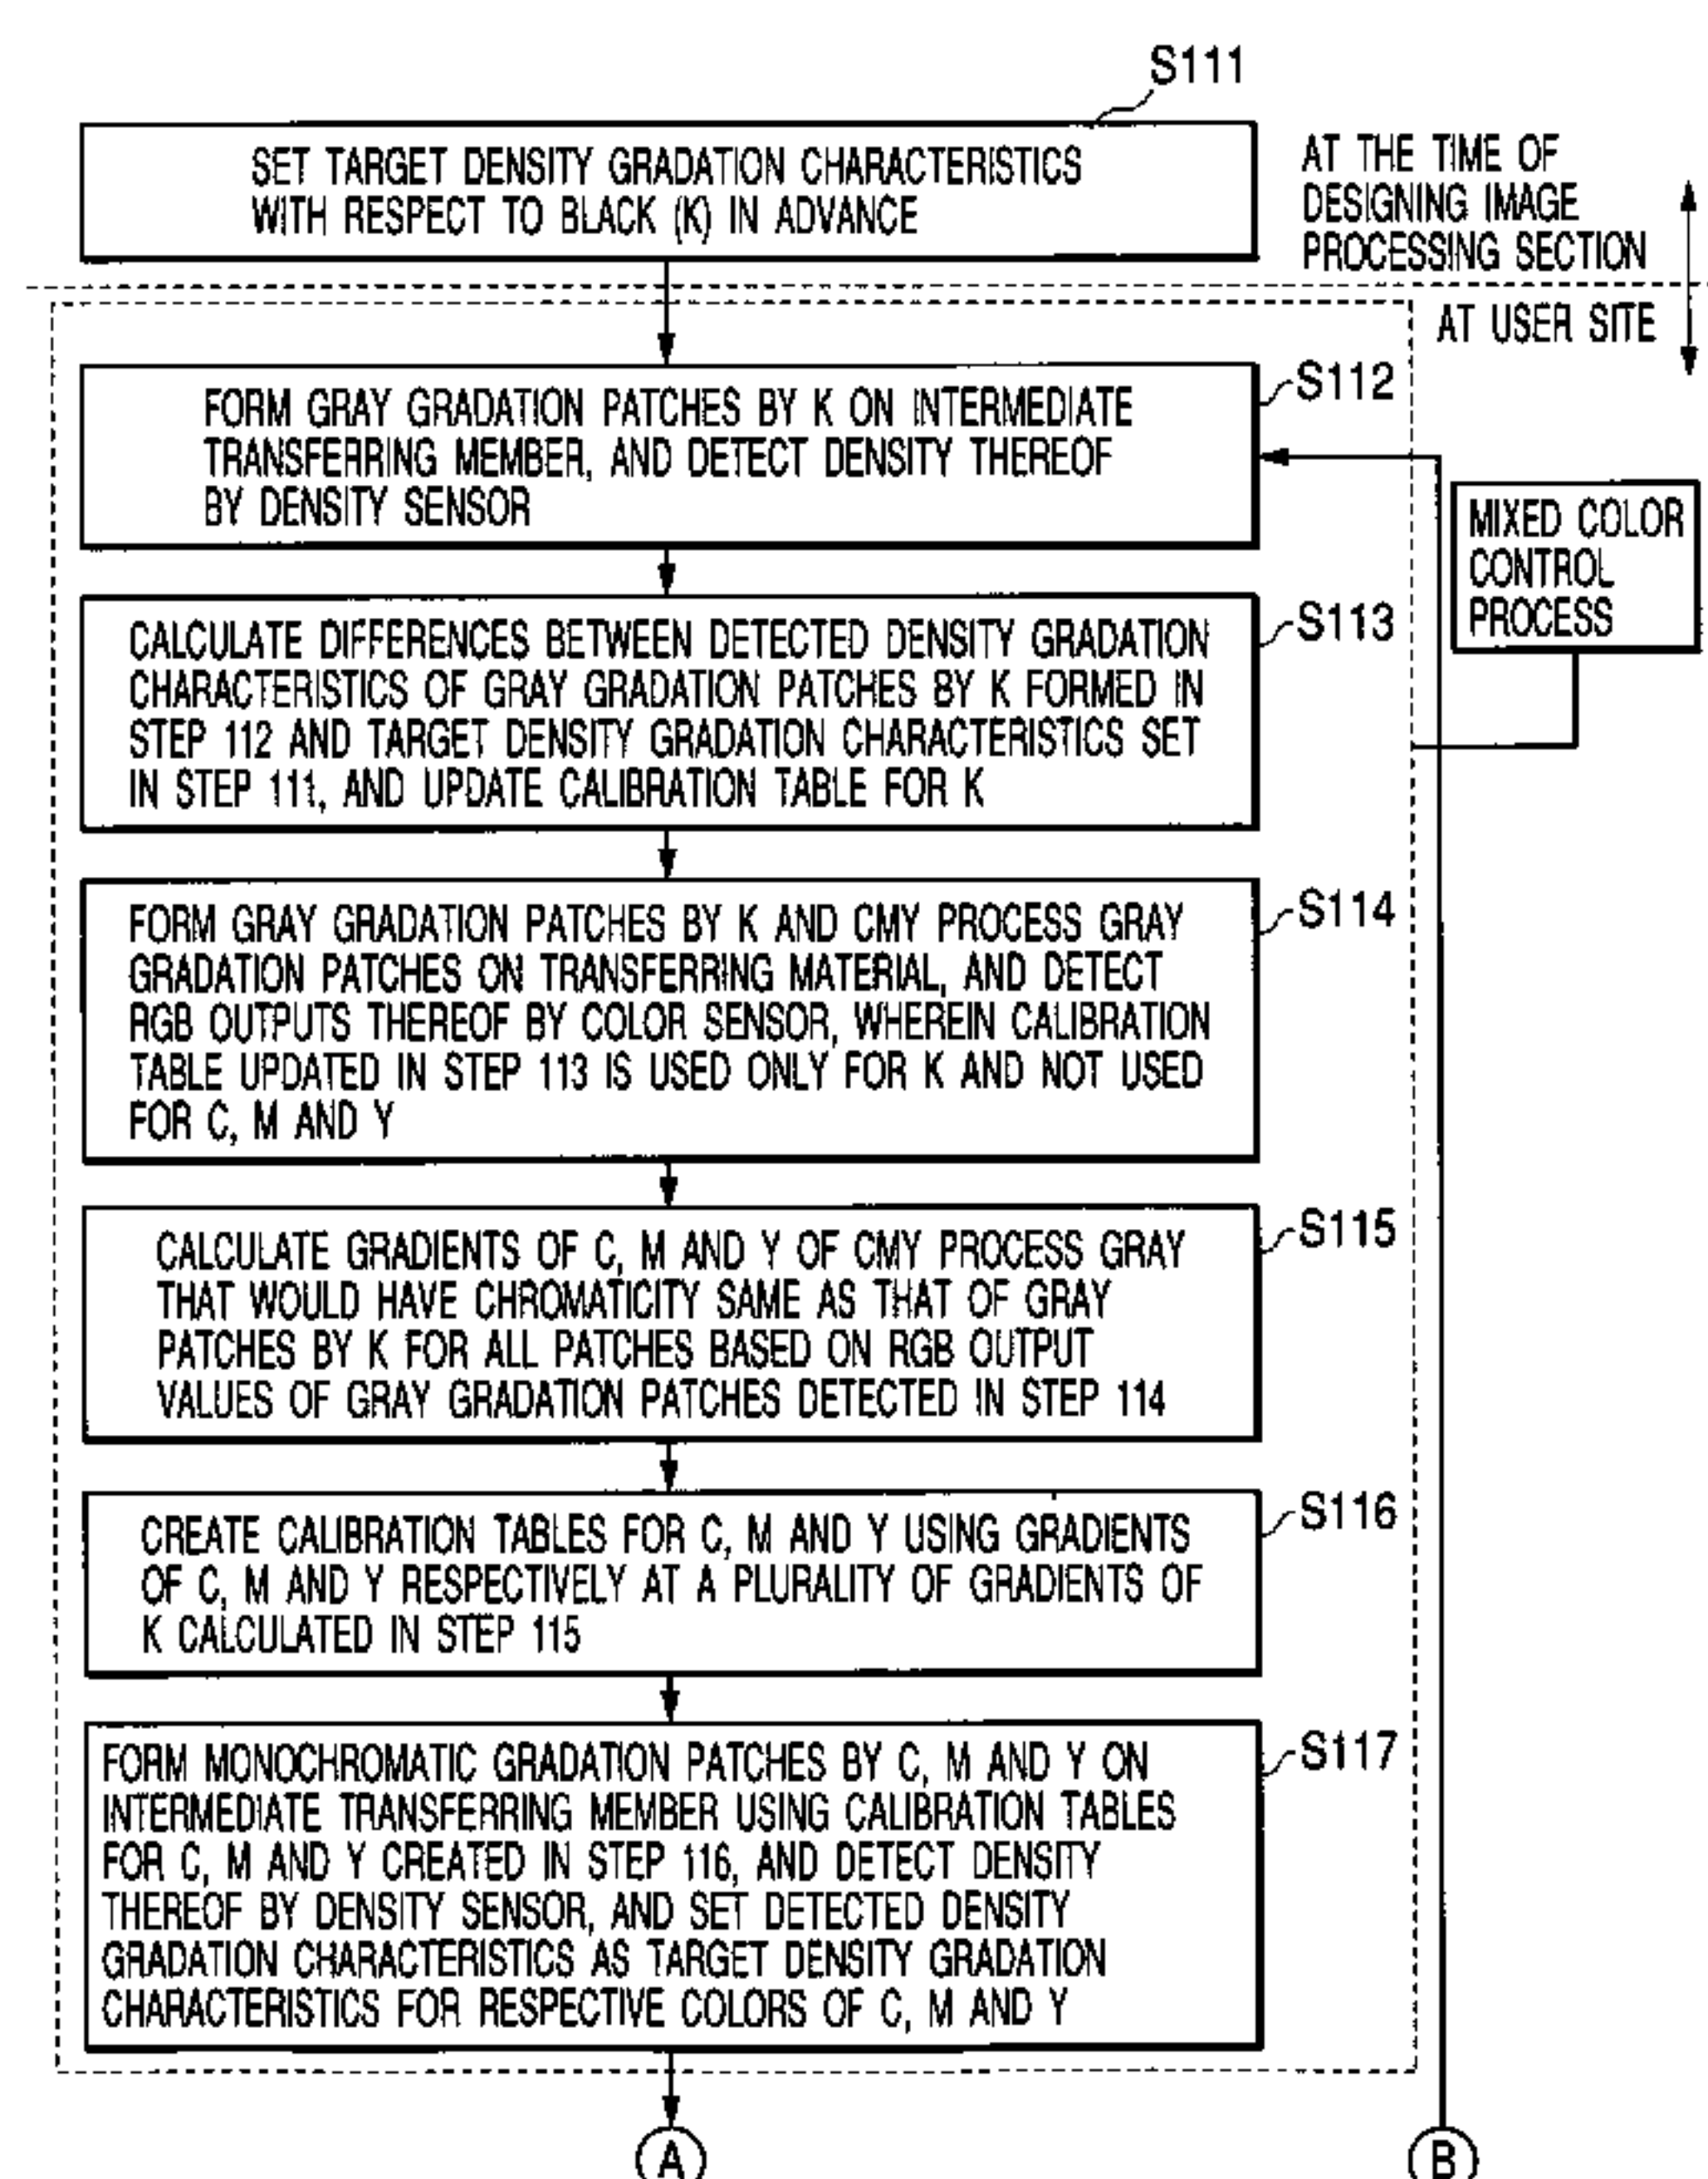 S111
SET TARGET DENSITY GRADATION CHARACTERISTICS
WITH RESPECT TO BLACK (K) IN ADVANCE
AT THE TIME OF
DESIGNING IMAGE
PROCESSING SECTION
AT USER SITE
S112
FORM GRAY GRADATION PATCHES BY K ON INTERMEDIATE
TRANSFERRING MEMBER, AND DETECT DENSITY THEREOF
BY DENSITY SENSOR
MIXED COLOR
CONTROL
PROCESS
S113
CALCULATE DIFFERENCES BETWEEN DETECTED DENSITY GRADATION
CHARACTERISTICS OF GRAY GRADATION PATCHES BY K FORMED IN
STEP 112 AND TARGET DENSITY GRADATION CHARACTERISTICS SET
IN STEP 111, AND UPDATE CALIBRATION TABLE FOR K
S114
FORM GRAY GRADATION PATCHES BY K AND CMY PROCESS GRAY
GRADATION PATCHES ON TRANSFERRING MATERIAL, AND DETECT
RGB OUTPUTS THEREOF BY COLOR SENSOR, WHEREIN CALIBRATION
TABLE UPDATED IN STEP 113 IS USED ONLY FOR K AND NOT USED
FOR C, M AND Y
S115
CALCULATE GRADIENTS OF C, M AND Y OF CMY PROCESS GRAY
THAT WOULD HAVE CHROMATICITY SAME AS THAT OF GRAY
PATCHES BY K FOR ALL PATCHES BASED ON RGB OUTPUT
VALUES OF GRAY GRADATION PATCHES DETECTED IN STEP 114
S116
CREATE CALIBRATION TABLES FOR C, M AND Y USING GRADIENTS
OF C, M AND Y RESPECTIVELY AT A PLURALITY OF GRADIENTS OF
K CALCULATED IN STEP 115
S117
FORM MONOCHROMATIC GRADATION PATCHES BY C, M AND Y ON
INTERMEDIATE TRANSFERRING MEMBER USING CALIBRATION TABLES
FOR C, M AND Y CREATED IN STEP 116, AND DETECT DENSITY
THEREOF BY DENSITY SENSOR, AND SET DETECTED DENSITY
GRADATION CHARACTERISTICS AS TARGET DENSITY GRADATION
CHARACTERISTICS FOR RESPECTIVE COLORS OF C, M AND Y
A
B